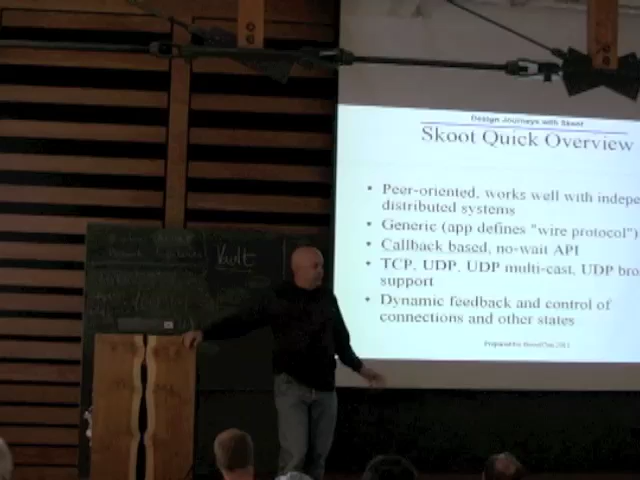 Design Journeys with Skoot
Skoot Quick Overview
• Peer-oriented, works well with indepe
distributed systems
• Generic (app defines "wire protocol")
• Callback based, no-wait API
• TCP, UDP, UDP multi-cast, UDP bro
support
• Dynamic feedback and control of
connections and other states
Prepared for